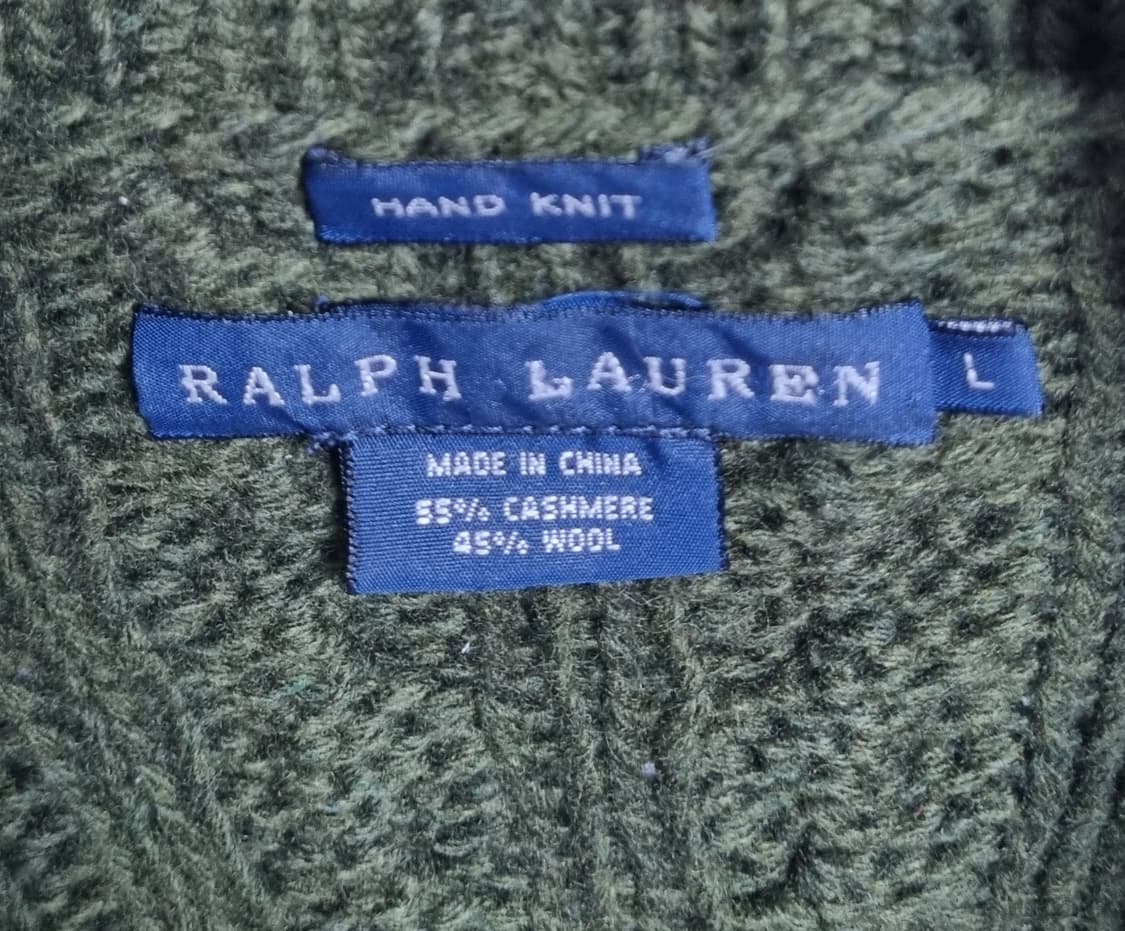 HAND KNIT
RALPH LAUREN L
MADE IN CHINA
55% CASHMERE
45% WOOL